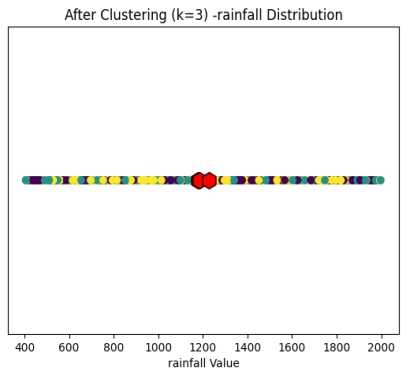 After Clustering (k=3) -rainfall Distribution
400 600 800 1000 1200 1400 1600 1800 2000
rainfall Value